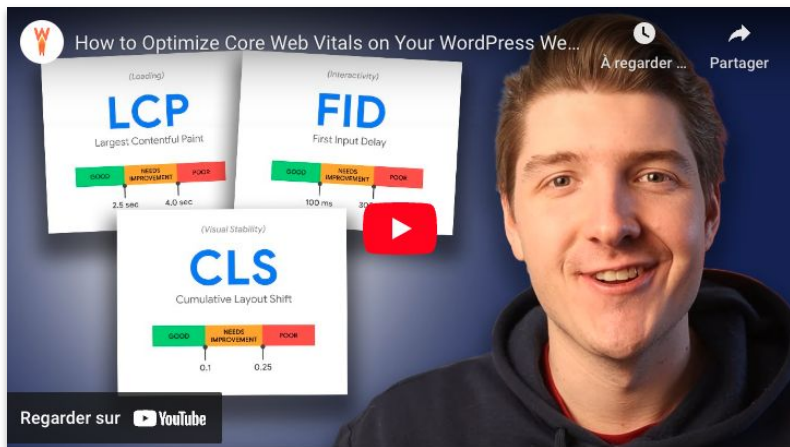 How to Optimize Core Web Vitals on Your WordPress We...
À regarder ...
Partager
(Loading)
LCP
Largest Contentful Paint
GOOD
NEEDS
IMPROVEMENT
POOR
2.5 sec
4.0 sec
(Interactivity)
FID
First Input Delay
GOOD
NEEDS
IMPROVEMENT
POOR
100 ms
(Visual Stability)
CLS
Cumulative Layout Shift
GOOD
NEEDS
IMPROVEMENT
POOR
0.1
0.25
Regarder sur YouTube